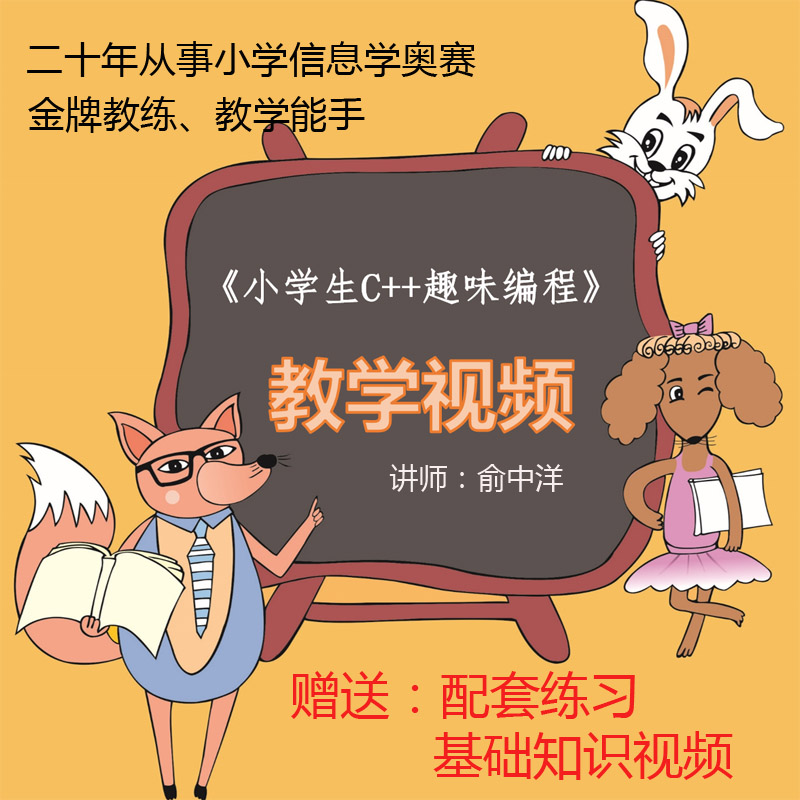 二十年从事小学信息学奥赛
金牌教练、教学能手
《小学生C++趣味编程》
教学视频
讲师：俞中洋
赠送：配套练习
基础知识视频